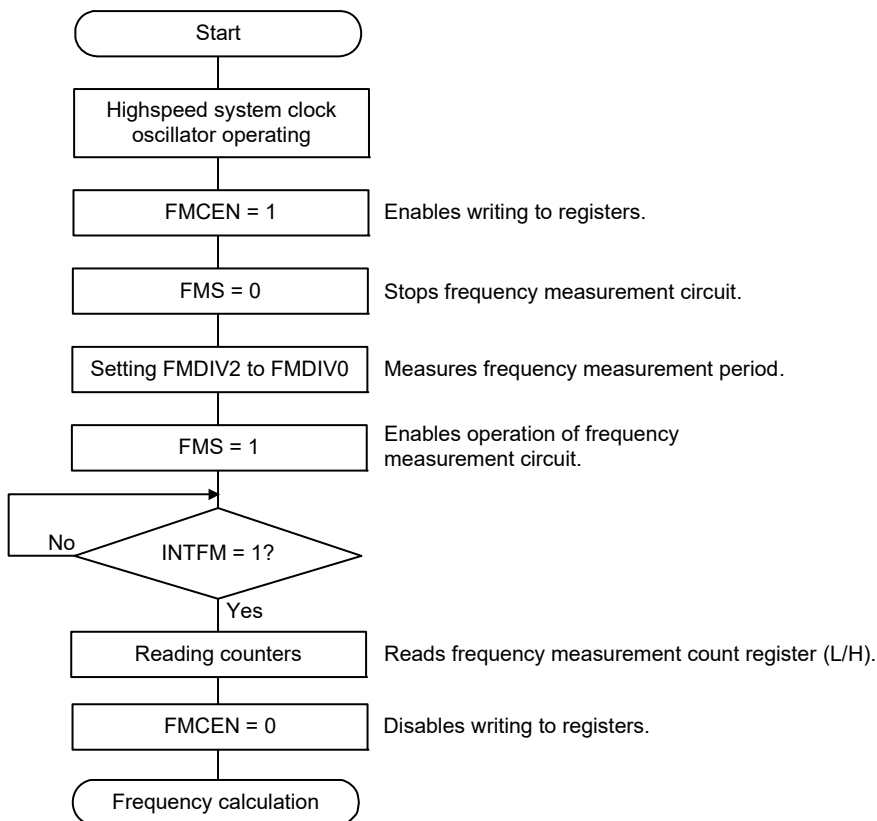 Start
Highspeed system clock
oscillator operating
FMCEN = 1
Enables writing to registers.
FMS = 0
Stops frequency measurement circuit.
Setting FMDIV2 to FMDIV0
Measures frequency measurement period.
FMS = 1
Enables operation of frequency
measurement circuit.
No
INTFM = 1?
Yes
Reading counters
Reads frequency measurement count register (L/H).
FMCEN = 0
Disables writing to registers.
Frequency calculation